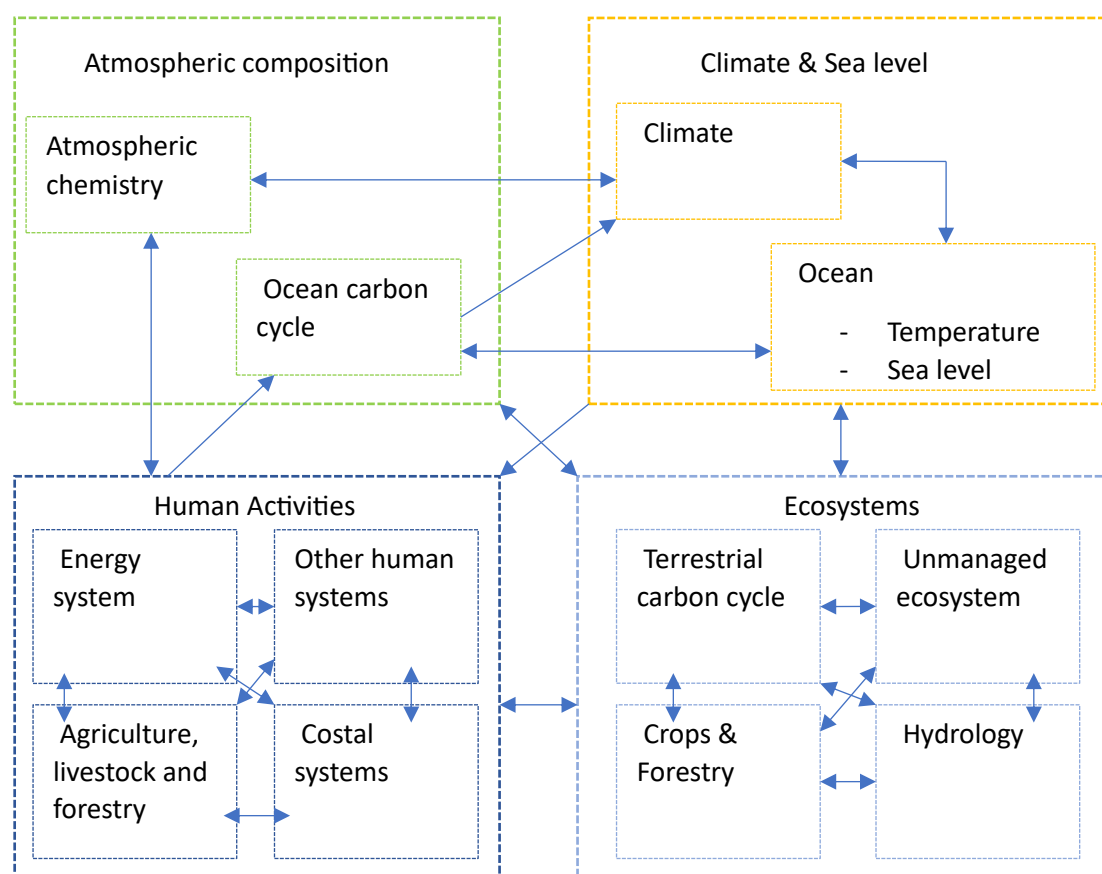 Atmospheric composition
Climate & Sea level
Atmospheric
chemistry
Climate
Ocean carbon
cycle
Ocean
- Temperature
- Sea level
Human Activities
Energy
system
Other human
systems
Agriculture,
livestock and
forestry
Costal
systems
Ecosystems
Terrestrial
carbon cycle
Unmanaged
ecosystem
Crops &
Forestry
Hydrology